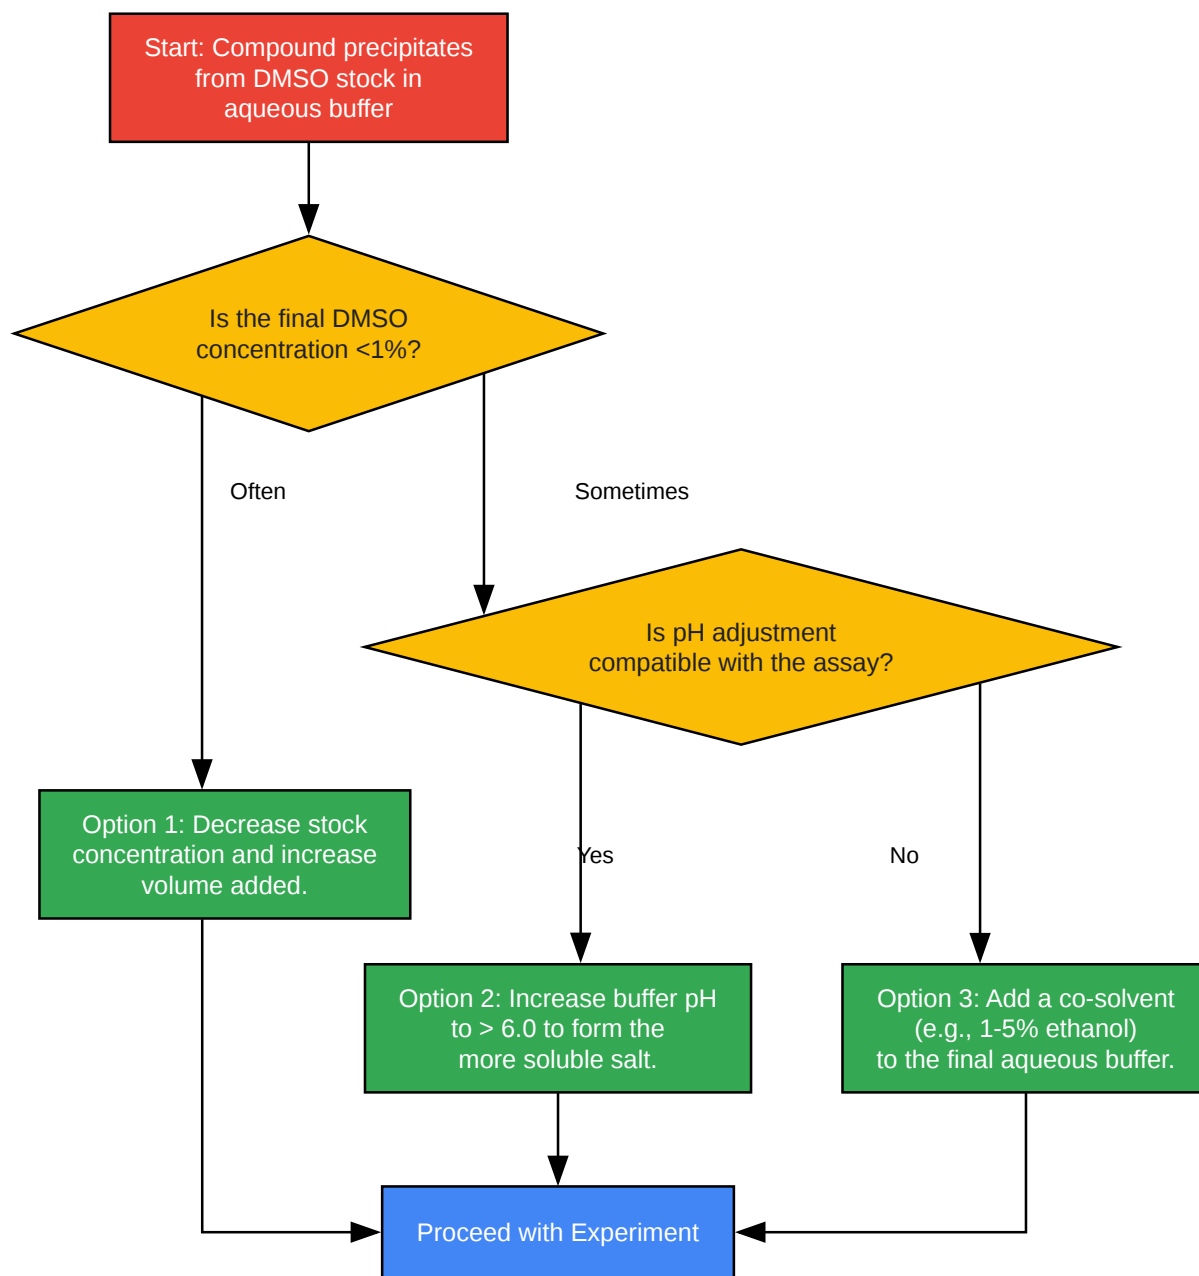 Start: Compound precipitates
from DMSO stock in
aqueous buffer
Is the final DMSO
concentration <1%?
Often
Sometimes
Is pH adjustment
compatible with the assay?
Option 1: Decrease stock
concentration and increase
volume added.
Yes
No
Option 2: Increase buffer pH
to > 6.0 to form the
more soluble salt.
Option 3: Add a co-solvent
(e.g., 1-5% ethanol)
to the final aqueous buffer.
Proceed with Experiment